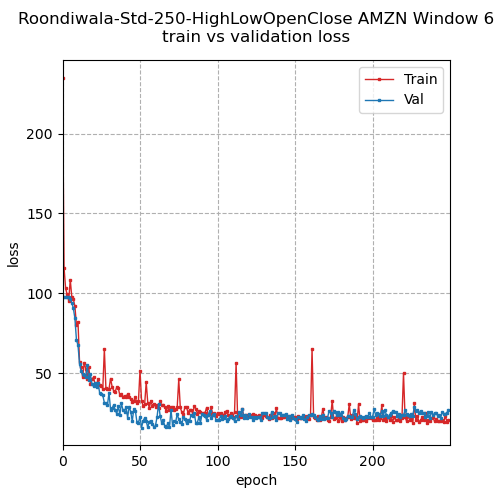 Roondiwala-Std-250-HighLowOpenClose AMZN Window 6
train vs validation loss
Train
Val
200
150
100
50
loss
0
50
100
150
200
epoch